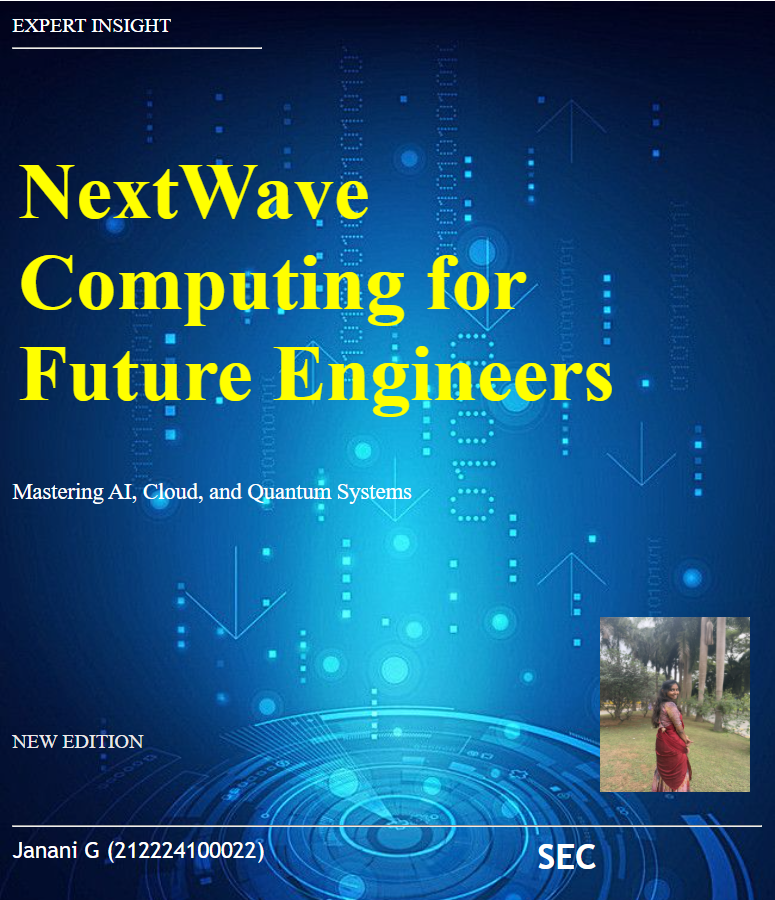 EXPERT INSIGHT
NextWave
Computing for
Future Engineers
Mastering AI, Cloud, and Quantum Systems
NEW EDITION
Janani G (212224100022)
SEC